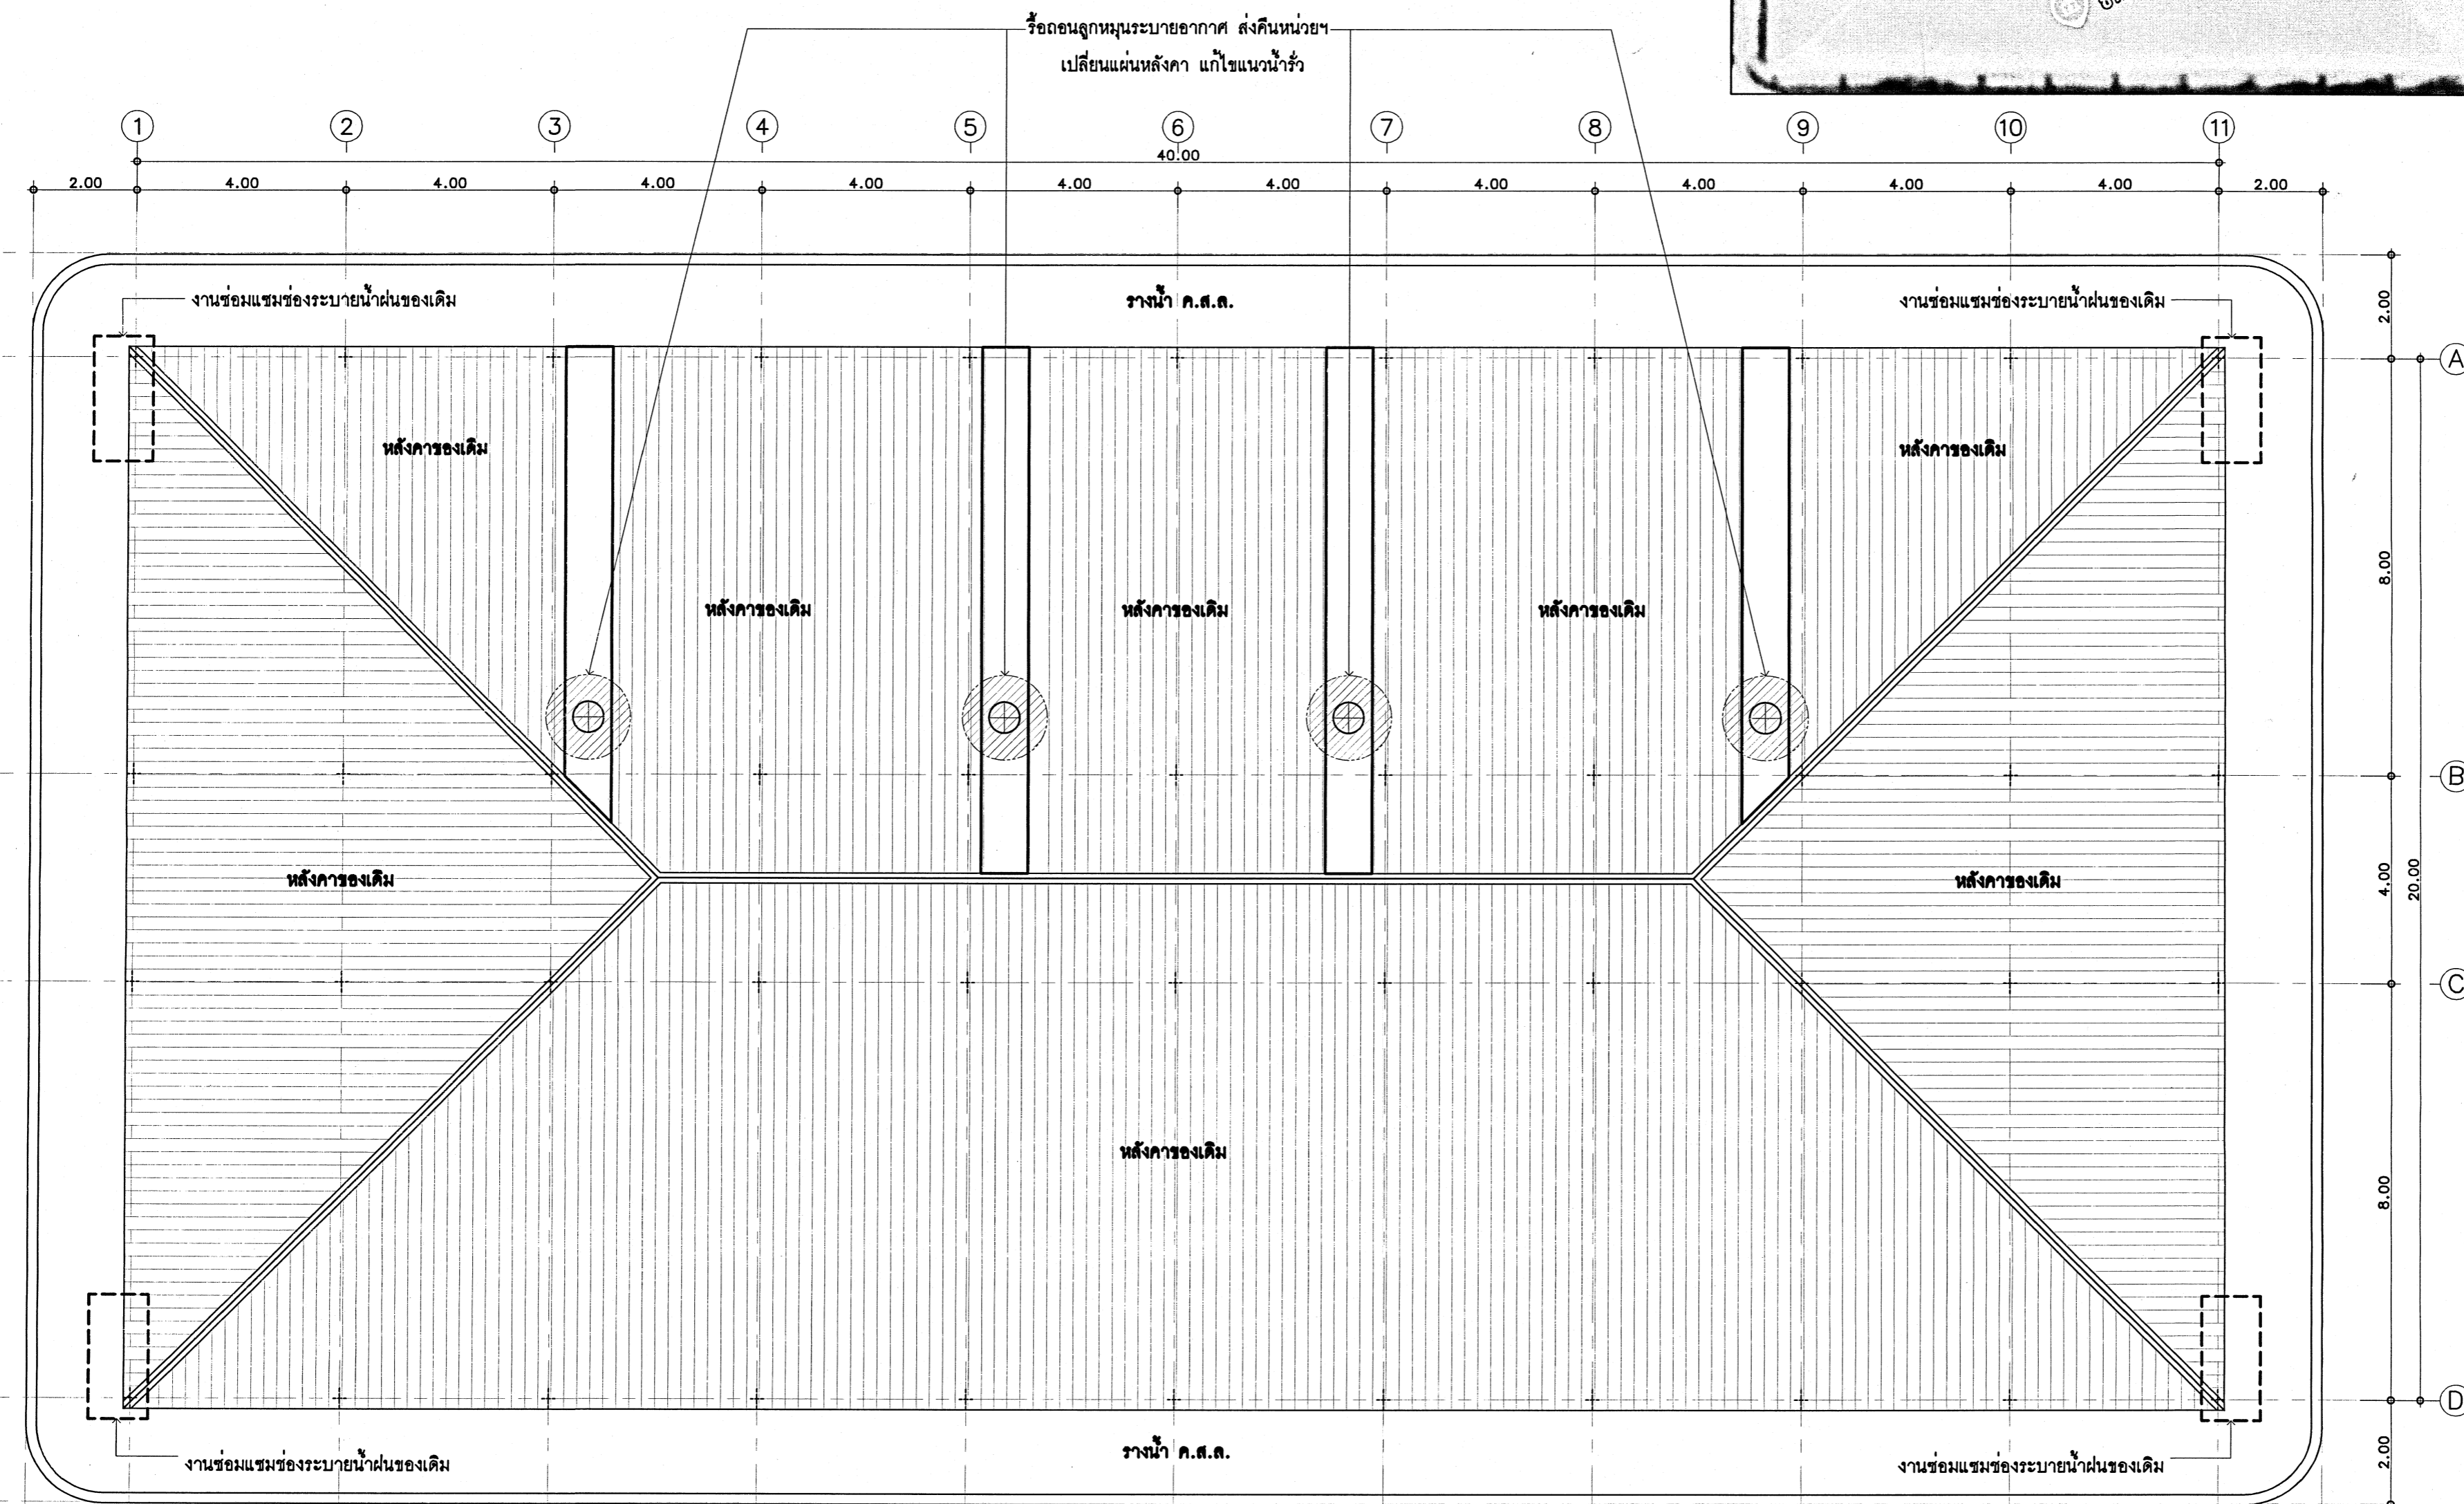 รื้อถอนลูกหมุนระบายอากาศ ส่งคืนหน่วยฯ
เปลี่ยนแผ่นหลังคา แก้ไขแนวน้ำรั่ว
1 2 3 4 5 6 7 8 9 10 11
40.00
2.00 4.00 4.00 4.00 4.00 4.00 4.00 4.00 4.00 4.00 4.00 2.00
งานซ่อมแซมช่องระบายน้ำฝนของเดิม รางน้ำ ค.ส.ล. งานซ่อมแซมช่องระบายน้ำฝนของเดิม 2.00
A
หลังคาของเดิม หลังคาของเดิม
8.00
หลังคาของเดิม หลังคาของเดิม หลังคาของเดิม
B
หลังคาของเดิม หลังคาของเดิม 4.00 20.00
C
หลังคาของเดิม
8.00
D
งานซ่อมแซมช่องระบายน้ำฝนของเดิม รางน้ำ ค.ส.ล. งานซ่อมแซมช่องระบายน้ำฝนของเดิม 2.00